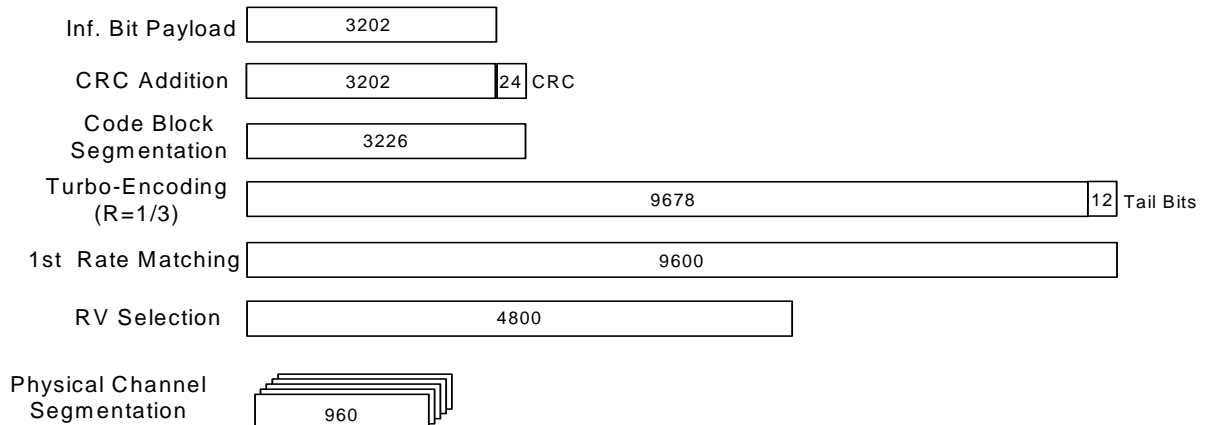 Inf. Bit Payload 3202
CRC Addition 3202 24 CRC
Code Block
Segmentation 3226
Turbo-Encoding
(R=1/3) 9678 12 Tail Bits
1st Rate Matching 9600
RV Selection 4800
Physical Channel
Segmentation 960